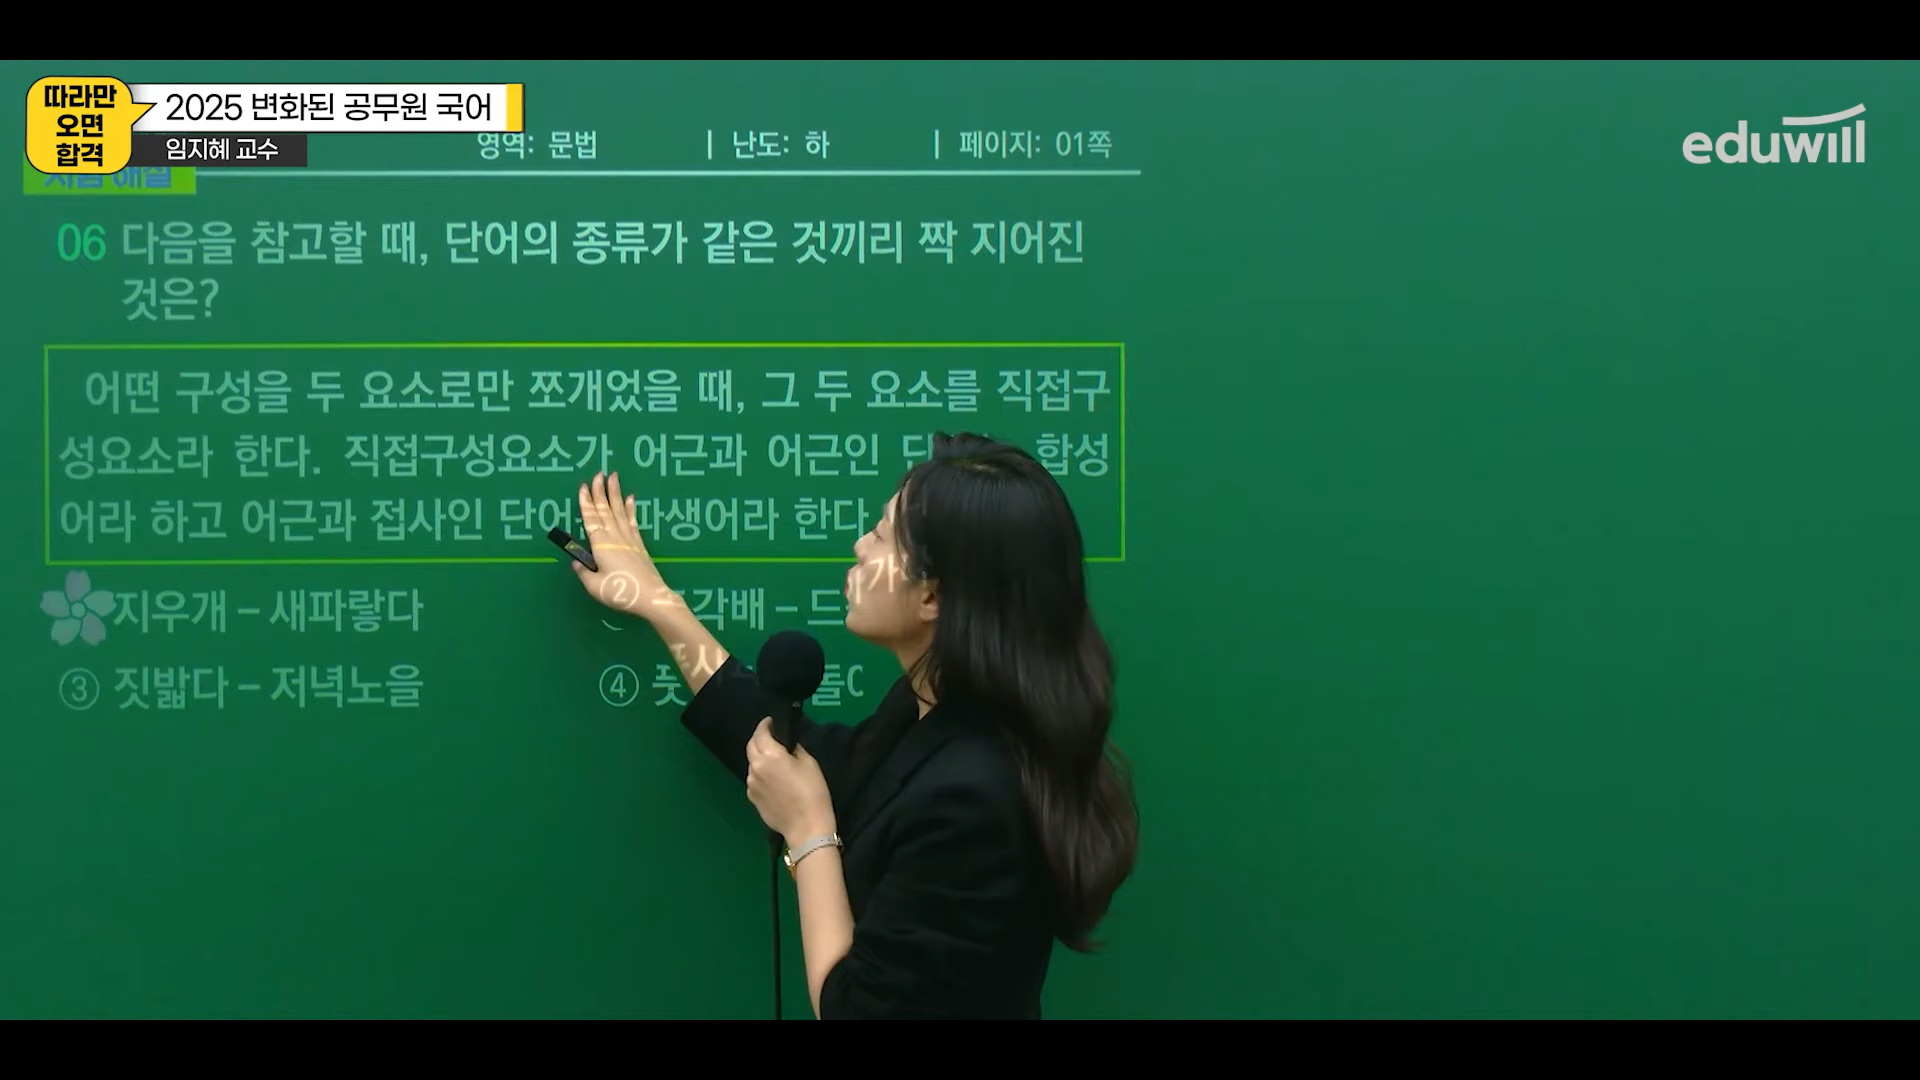 따라만
오면
합격
2025 변화된 공무원 국어
임지혜 교수
eduwill
영역: 문법 | 난도: 하 | 페이지: 01쪽
06 다음을 참고할 때, 단어의 종류가 같은 것끼리 짝 지어진
것은?
어떤 구성을 두 요소로만 쪼개었을 때, 그 두 요소를 직접구
성요소라 한다. 직접구성요소가 어근과 어근인 합성
어라 하고 어근과 접사인 파생어라 한다
지우개 – 새파랗다
②
③ 짓밟다 – 저녁노을
④